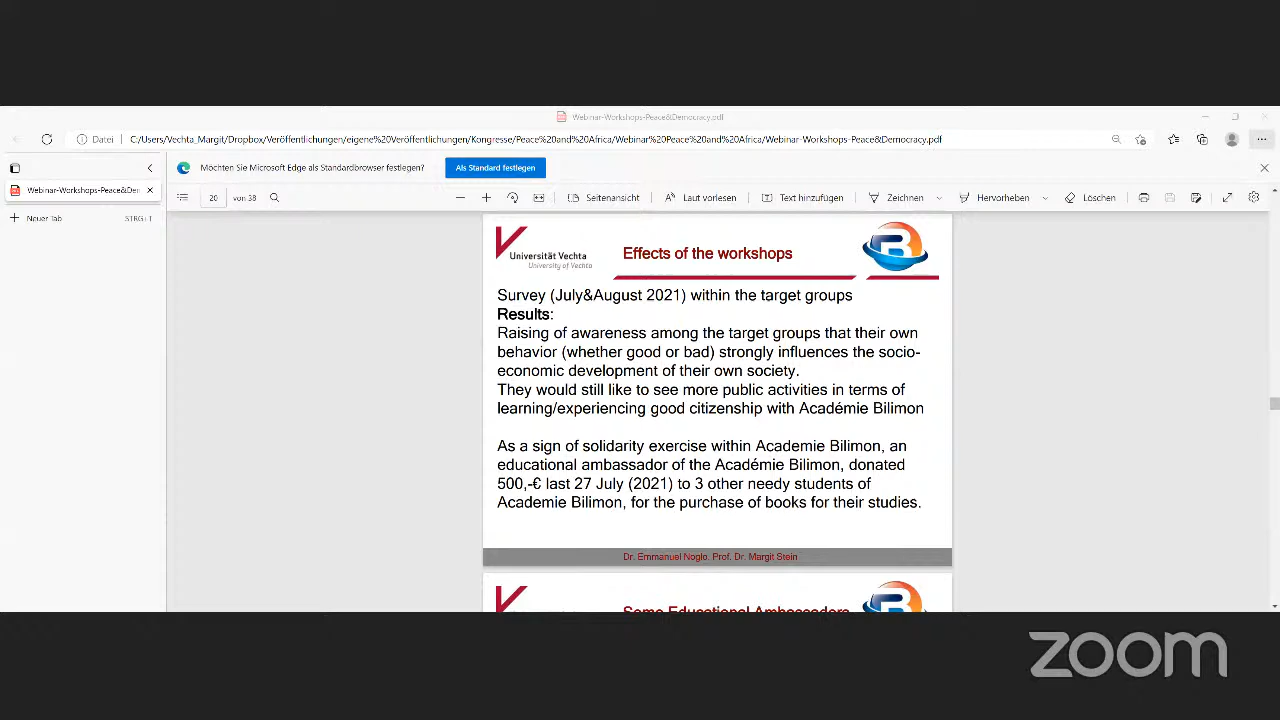 Webinar-Workshops-Peace&Democracy.pdf
Datei C:/Users/Vechta_Margit/Dropbox/Veröffentlichungen/eigene%20Veröffentlichungen/Kongresse/Peace%20and%20Africa/Webinar%20Peace%20and%20Africa/Webinar-Workshops-Peace&Democracy.pdf
Möchten Sie Microsoft Edge als Standardbrowser festlegen? Als Standard festlegen
Webinar-Workshops-Peace&Dem
20 von 38 Seitenansicht Laut vorlesen Text hinzufügen Zeichnen Hervorheben Löschen
Neuer Tab STRG+T
Universität Vechta
University of Vechta
Effects of the workshops
B
Survey (July&August 2021) within the target groups
Results:
Raising of awareness among the target groups that their own
behavior (whether good or bad) strongly influences the socio-
economic development of their own society.
They would still like to see more public activities in terms of
learning/experiencing good citizenship with Académie Bilimon
As a sign of solidarity exercise within Academie Bilimon, an
educational ambassador of the Académie Bilimon, donated
500,-€ last 27 July (2021) to 3 other needy students of
Academie Bilimon, for the purchase of books for their studies.
Dr. Emmanuel Noglo, Prof. Dr. Margit Stein
Some Educational Ambassadors
zoom